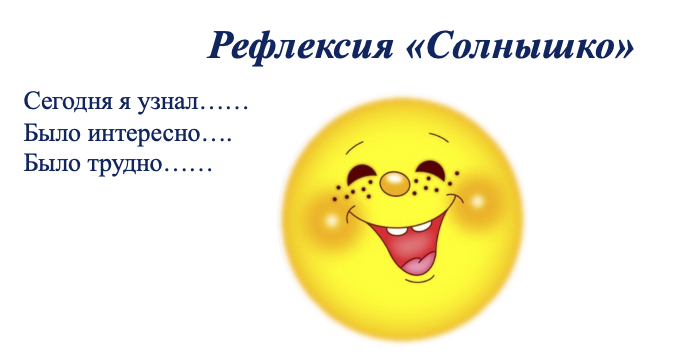 Рефлексия «Солнышко»
Сегодня я узнал……
Было интересно….
Было трудно……